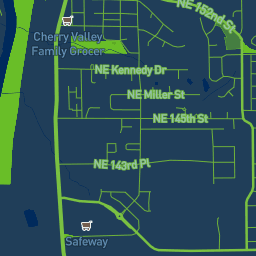 NE 152nd St
Cherry Valley
Family Grocer
NE Kennedy Dr
NE Miller St
NE 145th St
NE 143rd Pl
Safeway